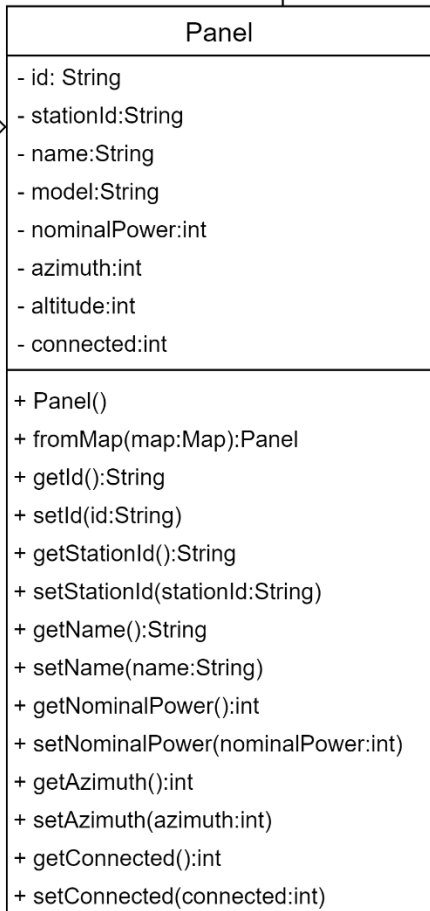 Panel
- id: String
- stationId:String
- name:String
- model:String
- nominalPower:int
- azimuth:int
- altitude:int
- connected:int
+ Panel()
+ fromMap(map:Map):Panel
+ getId():String
+ setId(id:String)
+ getStationId():String
+ setStationId(stationId:String)
+ getName():String
+ setName(name:String)
+ getNominalPower():int
+ setNominalPower(nominalPower:int)
+ getAzimuth():int
+ setAzimuth(azimuth:int)
+ getConnected():int
+ setConnected(connected:int)